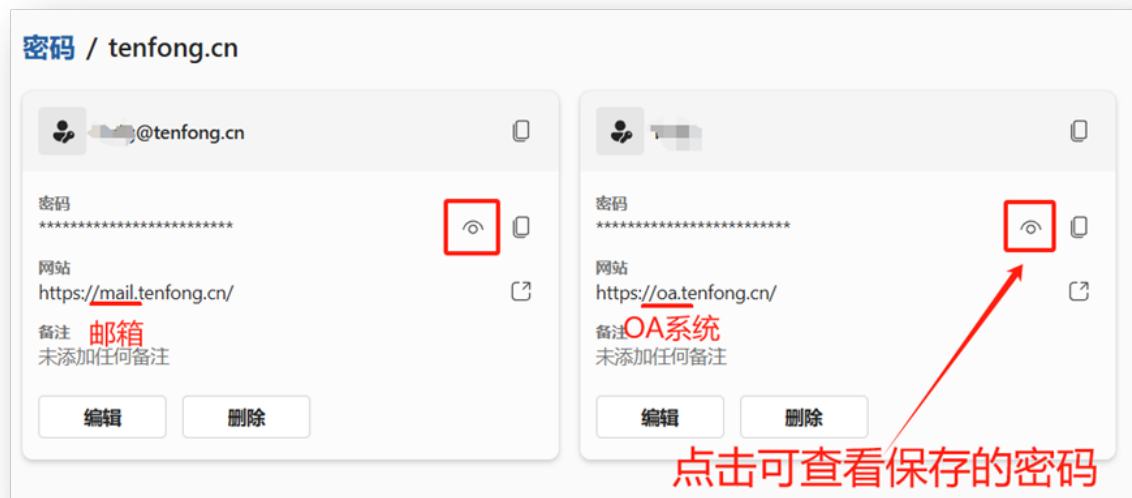 密码 / tenfong.cn
@tenfong.cn
密码
*************************
网站
https://mail.tenfong.cn/
邮箱
备注
未添加任何备注
编辑
删除
密码
*************************
网站
https://oa.tenfong.cn/
OA系统
备注
未添加任何备注
编辑
删除
点击可查看保存的密码